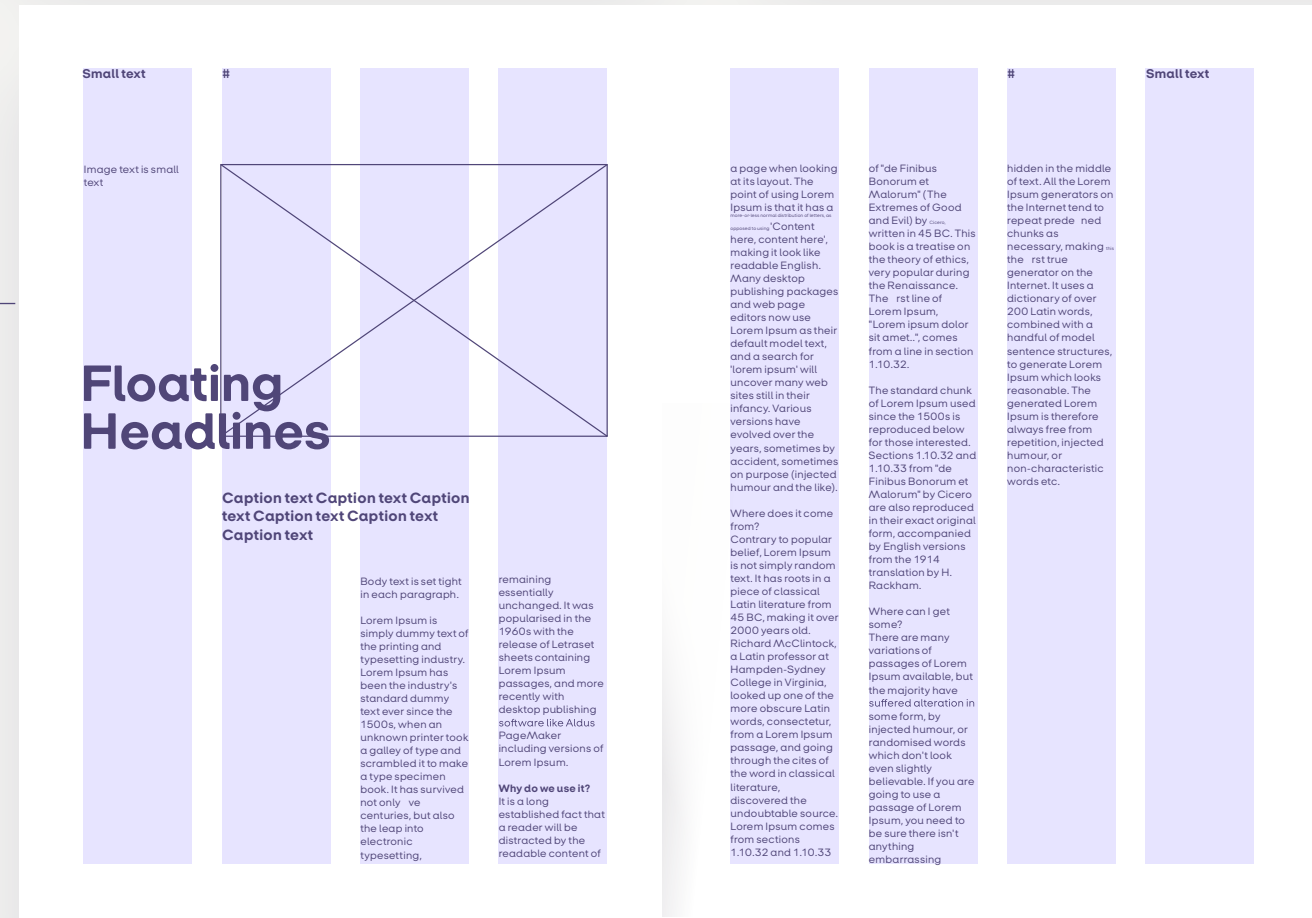 Small text
#
Image text is small
text
Floating
Headlines
Caption text Caption text Caption
text Caption text Caption text
Caption text
Body text is set tight
in each paragraph.
Lorem Ipsum is
simply dummy text of
the printing and
typesetting industry.
Lorem Ipsum has
been the industry's
standard dummy
text ever since the
1500s, when an
unknown printer took
a galley of type and
scrambled it to make
a type specimen
book. It has survived
not only ve
centuries, but also
the leap into
electronic
typesetting,
remaining
essentially
unchanged. It was
popularised in the
1960s with the
release of Letraset
sheets containing
Lorem Ipsum
passages, and more
recently with
desktop publishing
software like Aldus
PageMaker
including versions of
Lorem Ipsum.
Why do we use it?
It is a long
established fact that
a reader will be
distracted by the
readable content of
a page when looking
at its layout. The
point of using Lorem
Ipsum is that it has a
more-or-less normal distribution of letters, as
opposed to using 'Content
here, content here',
making it look like
readable English.
Many desktop
publishing packages
and web page
editors now use
Lorem Ipsum as their
default model text,
and a search for
'lorem ipsum' will
uncover many web
sites still in their
infancy. Various
versions have
evolved over the
years, sometimes by
accident, sometimes
on purpose (injected
humour and the like).
Where does it come
from?
Contrary to popular
belief, Lorem Ipsum
is not simply random
text. It has roots in a
piece of classical
Latin literature from
45 BC, making it over
2000 years old.
Richard McClintock,
a Latin professor at
Hampden-Sydney
College in Virginia,
looked up one of the
more obscure Latin
words, consectetur,
from a Lorem Ipsum
passage, and going
through the cites of
the word in classical
literature,
discovered the
undoubtable source.
Lorem Ipsum comes
from sections
1.10.32 and 1.10.33
of "de Finibus
Bonorum et
Malorum" (The
Extremes of Good
and Evil) by Cicero,
written in 45 BC. This
book is a treatise on
the theory of ethics,
very popular during
the Renaissance.
The rst line of
Lorem Ipsum,
"Lorem ipsum dolor
sit amet..", comes
from a line in section
1.10.32.
The standard chunk
of Lorem Ipsum used
since the 1500s is
reproduced below
for those interested.
Sections 1.10.32 and
1.10.33 from "de
Finibus Bonorum et
Malorum" by Cicero
are also reproduced
in their exact original
form, accompanied
by English versions
from the 1914
translation by H.
Rackham.
Where can I get
some?
There are many
variations of
passages of Lorem
Ipsum available, but
the majority have
suffered alteration in
some form, by
injected humour, or
randomised words
which don't look
even slightly
believable. If you are
going to use a
passage of Lorem
Ipsum, you need to
be sure there isn't
anything
embarrassing
#
Small text
hidden in the middle
of text. All the Lorem
Ipsum generators on
the Internet tend to
repeat prede ned
chunks as
necessary, making this
the rst true
generator on the
Internet. It uses a
dictionary of over
200 Latin words,
combined with a
handful of model
sentence structures,
to generate Lorem
Ipsum which looks
reasonable. The
generated Lorem
Ipsum is therefore
always free from
repetition, injected
humour, or
non-characteristic
words etc.